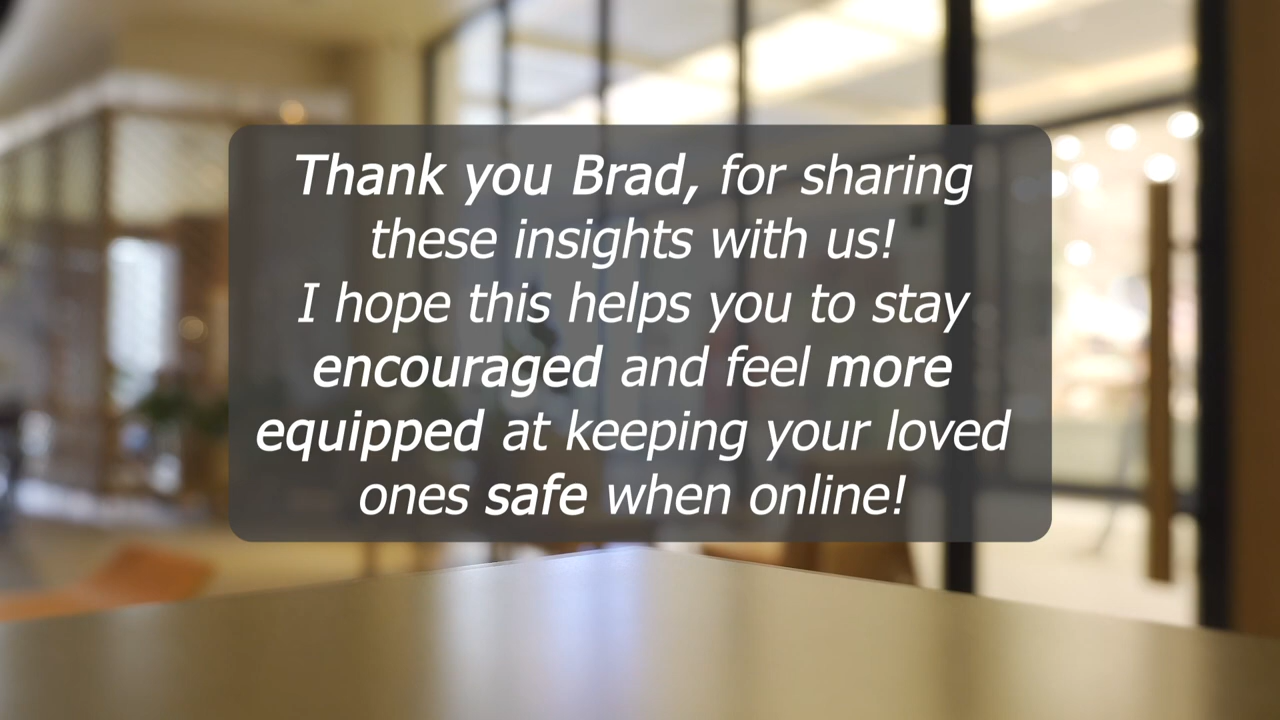 Thank you Brad, for sharing
these insights with us!
I hope this helps you to stay
encouraged and feel more
equipped at keeping your loved
ones safe when online!